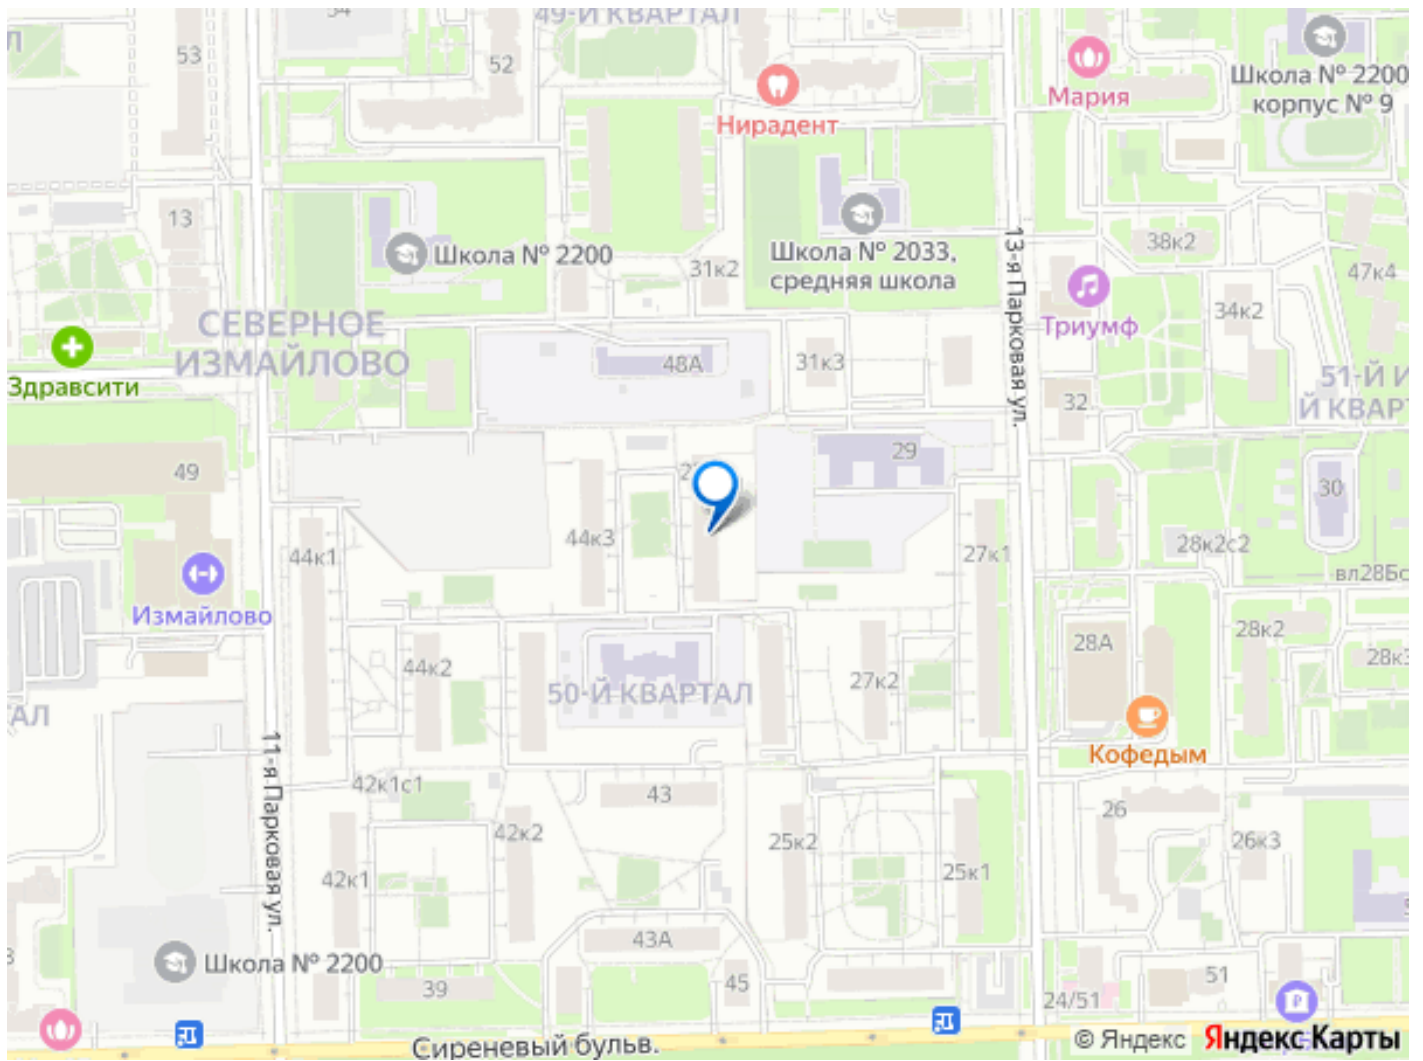 34
49-Й КВАРТАЛ
Л
53
52
Нирадент
Мария
Школа № 2200
корпус № 9
13
Школа № 2200
31к2
Школа № 2033,
средняя школа
13-я Парковая ул.
38к2
47к4
34к2
Триумф
СЕВЕРНОЕ
ИЗМАЙЛОВО
Здравсити
48А
31к3
32
51-Й И
Й КВАРТ
49
29
30
44к1
44к3
27к1
28к2с2
вл28Бс
Измайлово
44к2
50-Й КВАРТАЛ
27к2
28А
28к2
28к3
АЛ
11-я Парковая ул.
Кофедым
42к1с1
43
42к2
25к2
26
26к3
42к1
25к1
43А
Школа № 2200
39
45
24/51
51
Сиреневый бульв.
© Яндекс Яндекс Карты